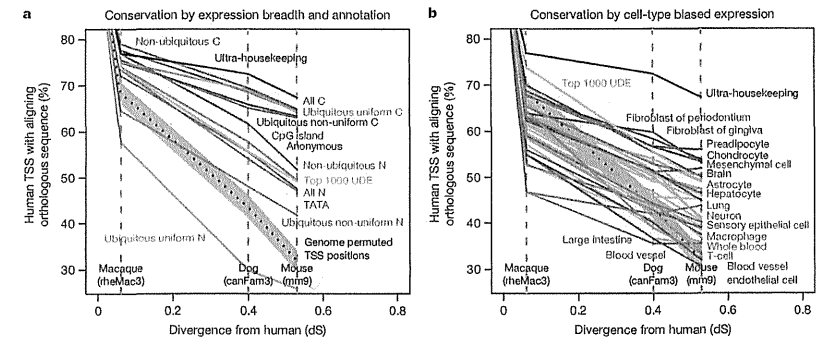 a
Conservation by expression breadth and annotation
Human TSS with aligning
orthologous sequence (%)
80
70
60
50
40
30
Non-ubiquitous C
Ultra-housekeeping
All C
Ubiquitous uniform C
Ubiquitous non-uniform C
CpG island
Anonymous
Non-ubiquitous N
Top 1000 UDE
All N
TATA
Ubiquitous non-uniform N
Ubiquitous uniform N
Genome permuted
TSS positions
Macaque
(rheMac3)
Dog
(canFam3)
Mouse
(mm9)
0
0.2
0.4
0.6
0.8
Divergence from human (dS)
b
Conservation by cell-type biased expression
Human TSS with aligning
orthologous sequence (%)
80
70
60
50
40
30
Top 1000 UDE
Ultra-housekeeping
Fibroblast of periodontium
Fibroblast of gingiva
Preadipocyte
Chondrocyte
Mesenchymal cell
Brain
Astrocyte
Hepatocyte
Lung
Neuron
Sensory epithelial cell
Macrophage
Whole blood
T-cell
Large intestine
Blood vessel
Blood vessel
endothelial cell
Macaque
(rheMac3)
Dog
(canFam3)
Mouse
(mm9)
0
0.2
0.4
0.6
0.8
Divergence from human (dS)